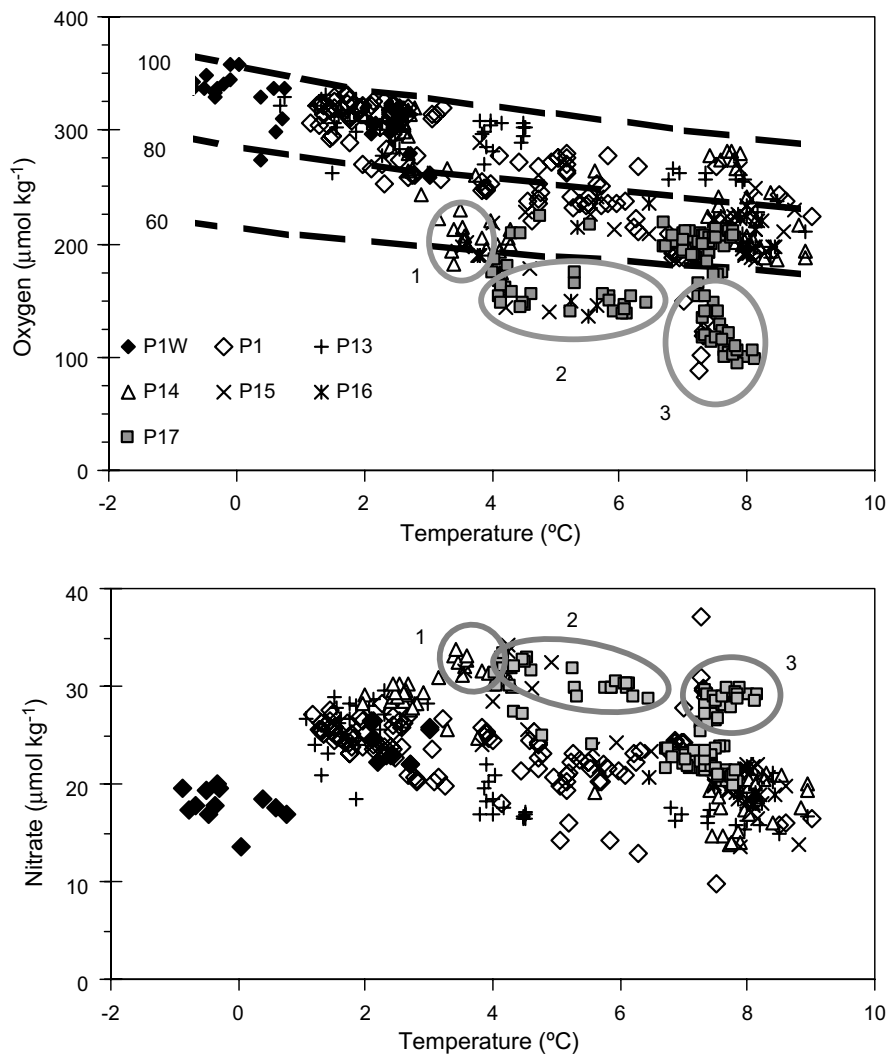 400
300
200
100
0
Oxygen (µmol kg⁻¹)
100
80
60
1
2
3
P1W P1 P13
P14 P15 P16
P17
-2 0 2 4 6 8 10
Temperature (ºC)
40
30
20
10
0
Nitrate (µmol kg⁻¹)
1
2
3
-2 0 2 4 6 8 10
Temperature (ºC)